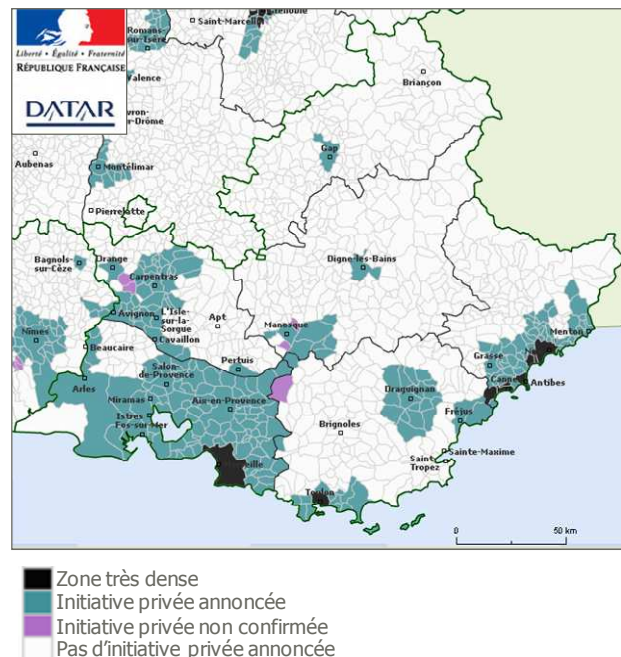 Liberté • Égalité • Fraternité
RÉPUBLIQUE FRANÇAISE
DATAR
Saint-Marcell
Romans-
sur-Isère
Valence
Briançon
Gap
Aubenas
Montélimar
Pierrelatte
Bagnols-
sur-Cèze
Orange
Carpentras
Digne-les-Bains
Avignon
L'Isle-
sur-la-
Sorgue
Apt
Manosque
Menton
Nîmes
Beaucaire
Cavaillon
Pertuis
Grasse
Cannes
Antibes
Arles
Salon-
de-Provence
Miramas
Aix-en-Provence
Draguignan
Fréjus
Istres
Fos-sur-Mer
Brignoles
Sainte-Maxime
Saint-
Tropez
Toulon
0 50 km
Zone très dense
Initiative privée annoncée
Initiative privée non confirmée
Pas d'initiative privée annoncée